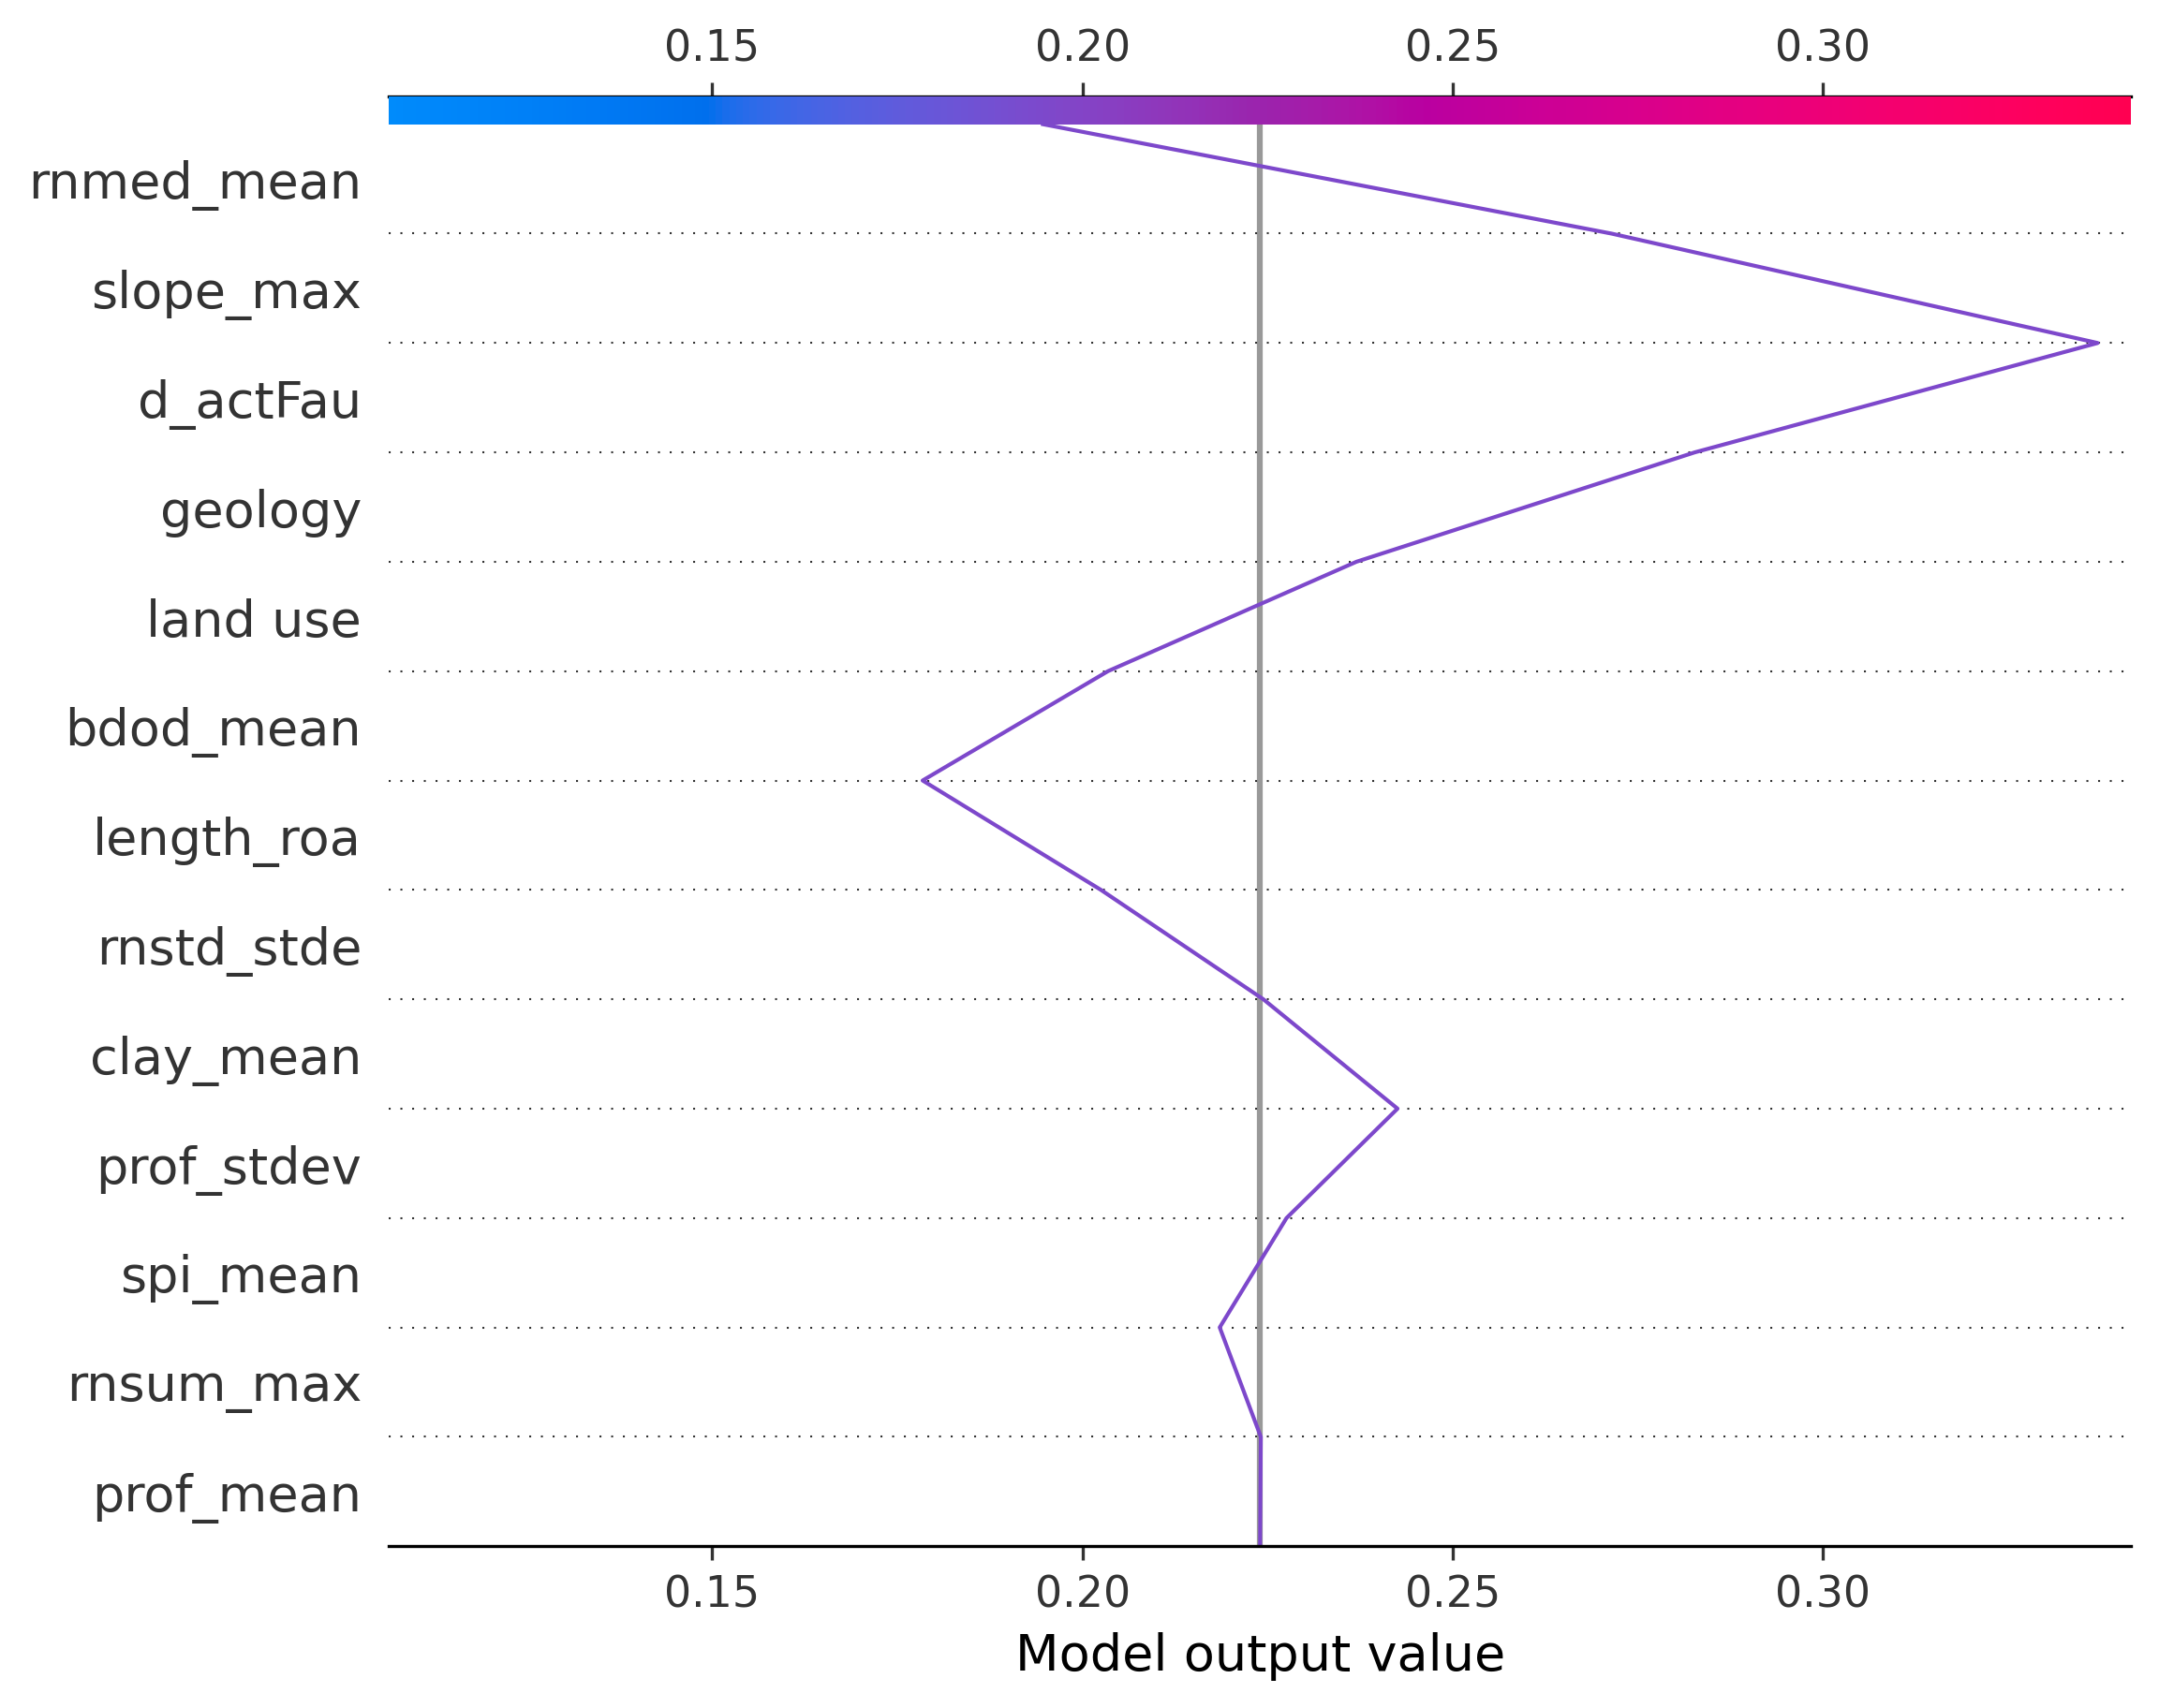 0.15 0.20 0.25 0.30
rnmed_mean
slope_max
d_actFau
geology
land use
bdod_mean
length_roa
rnstd_stde
clay_mean
prof_stdev
spi_mean
rnsum_max
prof_mean
0.15 0.20 0.25 0.30
Model output value